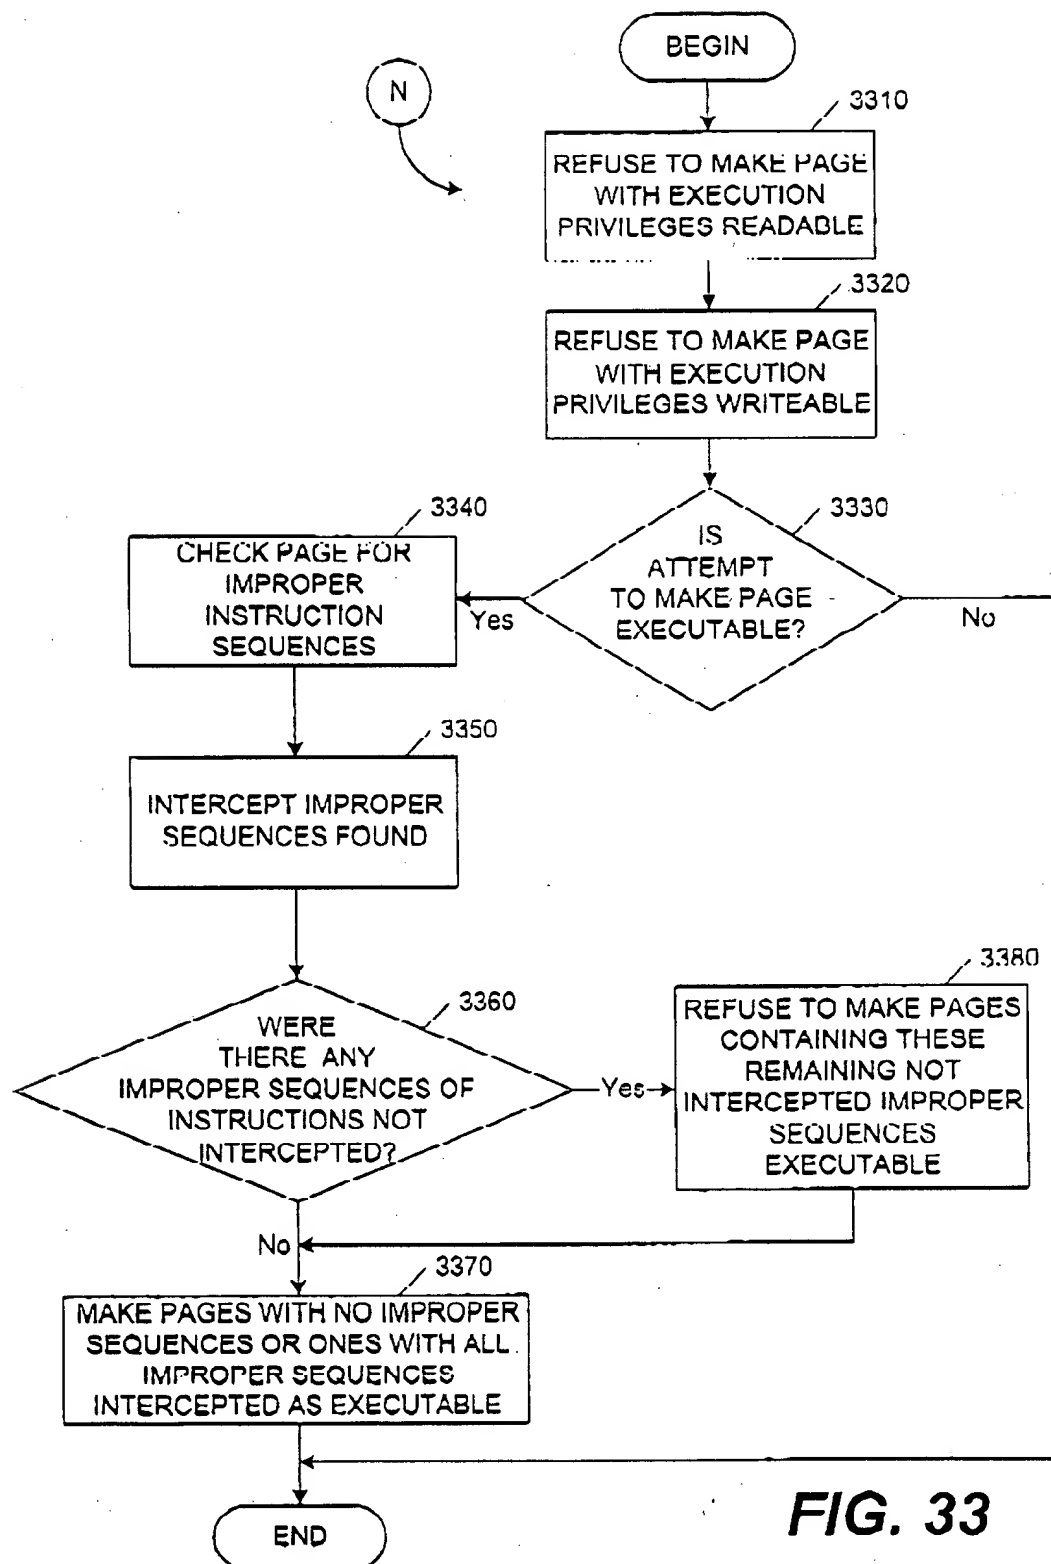 BEGIN
N
3310
REFUSE TO MAKE PAGE
WITH EXECUTION
PRIVILEGES READABLE
3320
REFUSE TO MAKE PAGE
WITH EXECUTION
PRIVILEGES WRITEABLE
3330
IS
ATTEMPT
TO MAKE PAGE
EXECUTABLE?
Yes
No
3340
CHECK PAGE FOR
IMPROPER
INSTRUCTION
SEQUENCES
3350
INTERCEPT IMPROPER
SEQUENCES FOUND
3360
WERE
THERE ANY
IMPROPER SEQUENCES OF
INSTRUCTIONS NOT
INTERCEPTED?
Yes
3380
REFUSE TO MAKE PAGES
CONTAINING THESE
REMAINING NOT
INTERCEPTED IMPROPER
SEQUENCES
EXECUTABLE
No
3370
MAKE PAGES WITH NO IMPROPER
SEQUENCES OR ONES WITH ALL
IMPROPER SEQUENCES
INTERCEPTED AS EXECUTABLE
END
FIG. 33